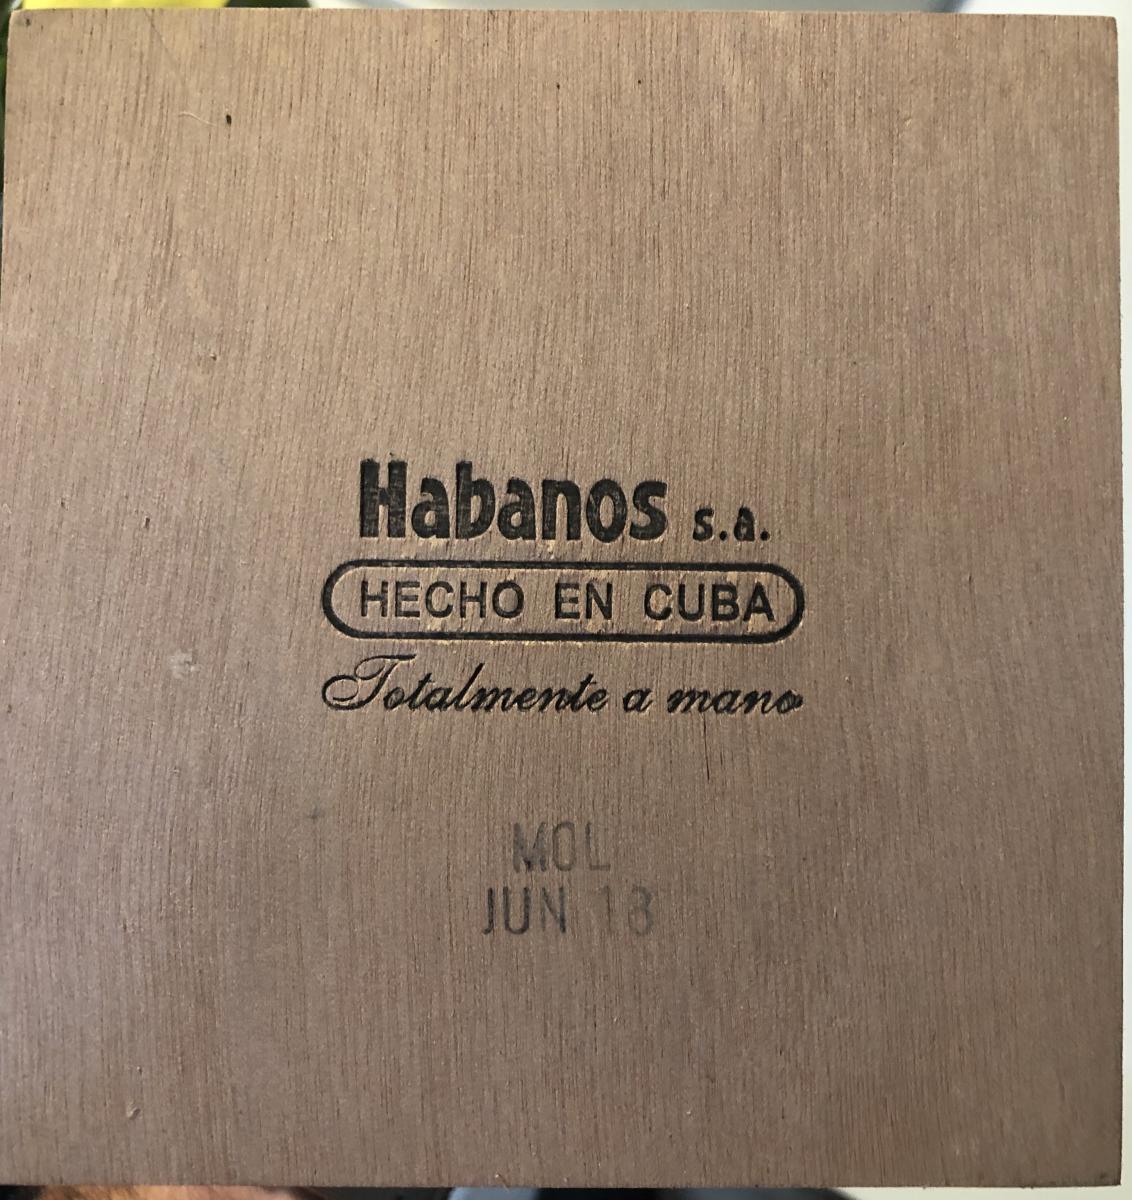 Habanos s.a.
HECHO EN CUBA
Totalmente a mano
MOL
JUN 18